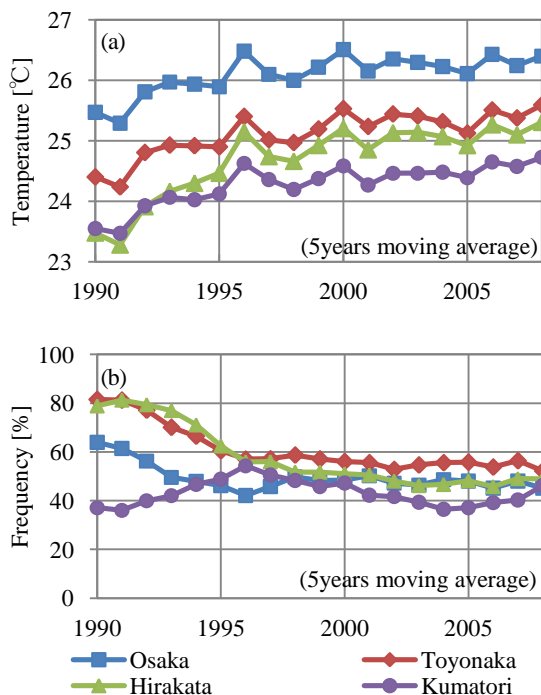 27
(a)
26
25
24
23
Temperature [℃]
(5years moving average)
1990 1995 2000 2005
100
(b)
80
60
40
20
0
Frequency [%]
(5years moving average)
1990 1995 2000 2005
Osaka Toyonaka
Hirakata Kumatori